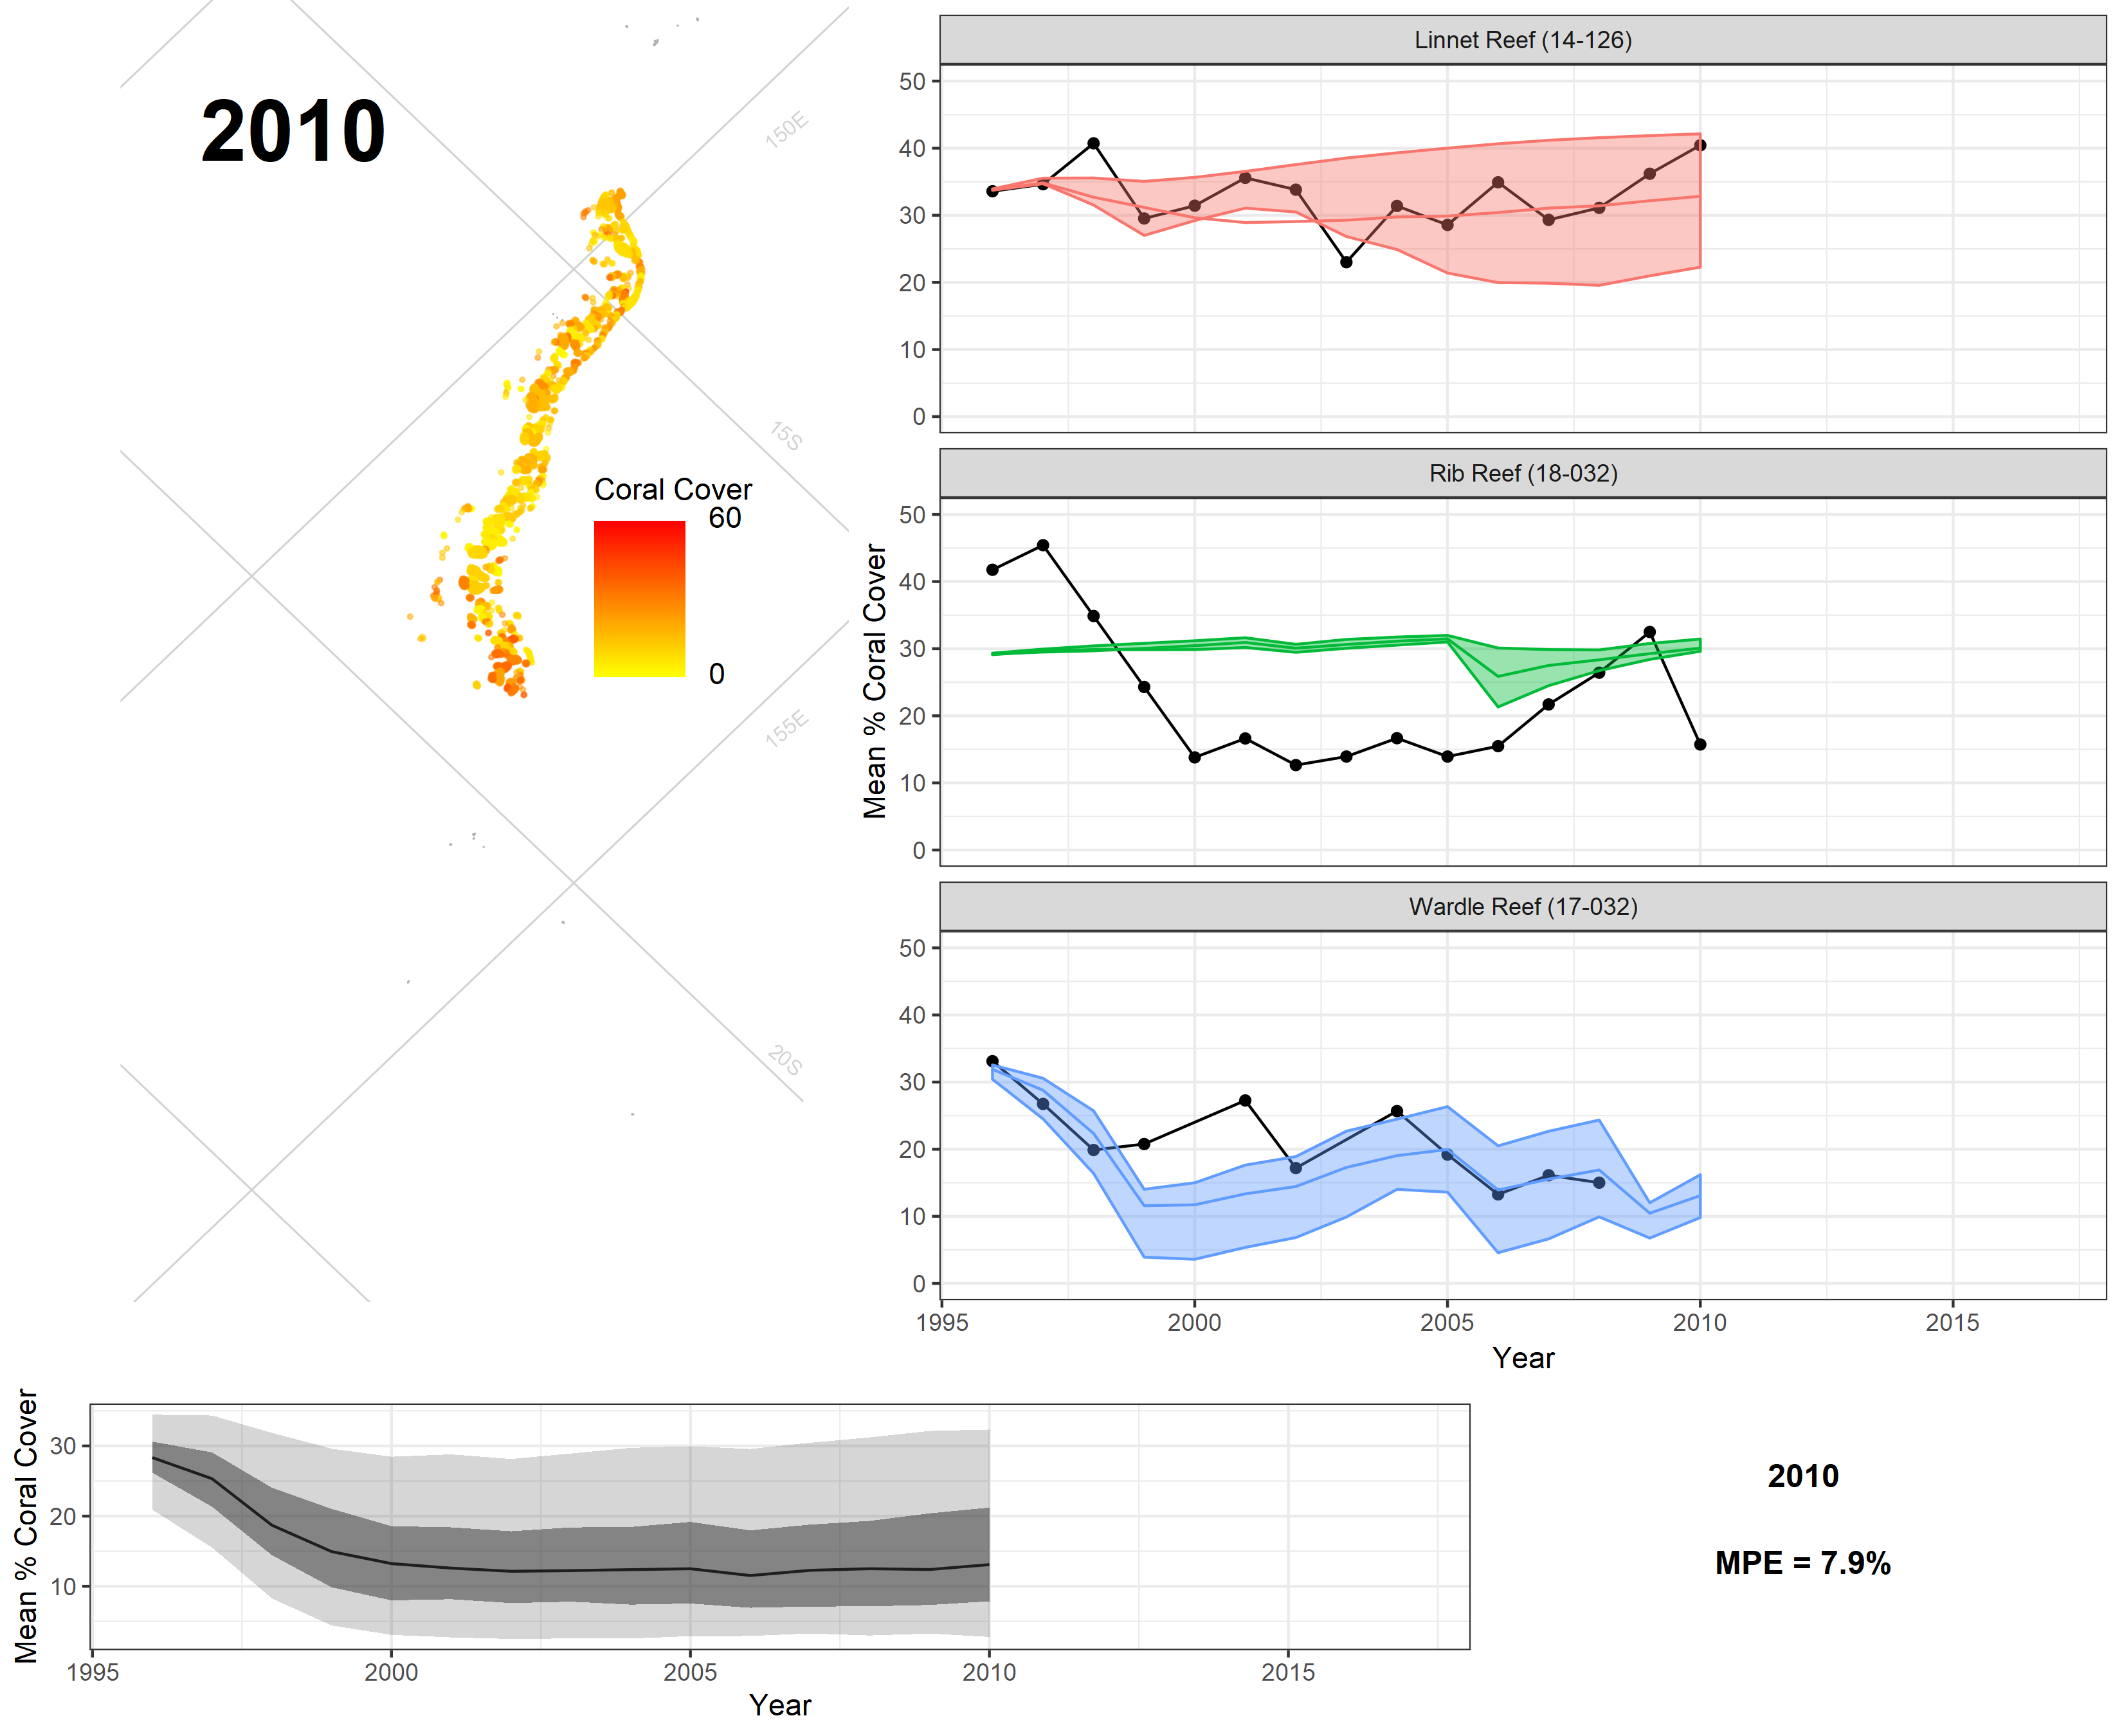 2010
150E
15S
155E
20S
Coral Cover
60
0
Linnet Reef (14-126)
50
40
30
20
10
0
Rib Reef (18-032)
50
40
30
20
10
0
Wardle Reef (17-032)
50
40
30
20
10
0
Mean % Coral Cover
1995 2000 2005 2010 2015
Year
Mean % Coral Cover
30
20
10
1995 2000 2005 2010 2015
Year
2010
MPE = 7.9%